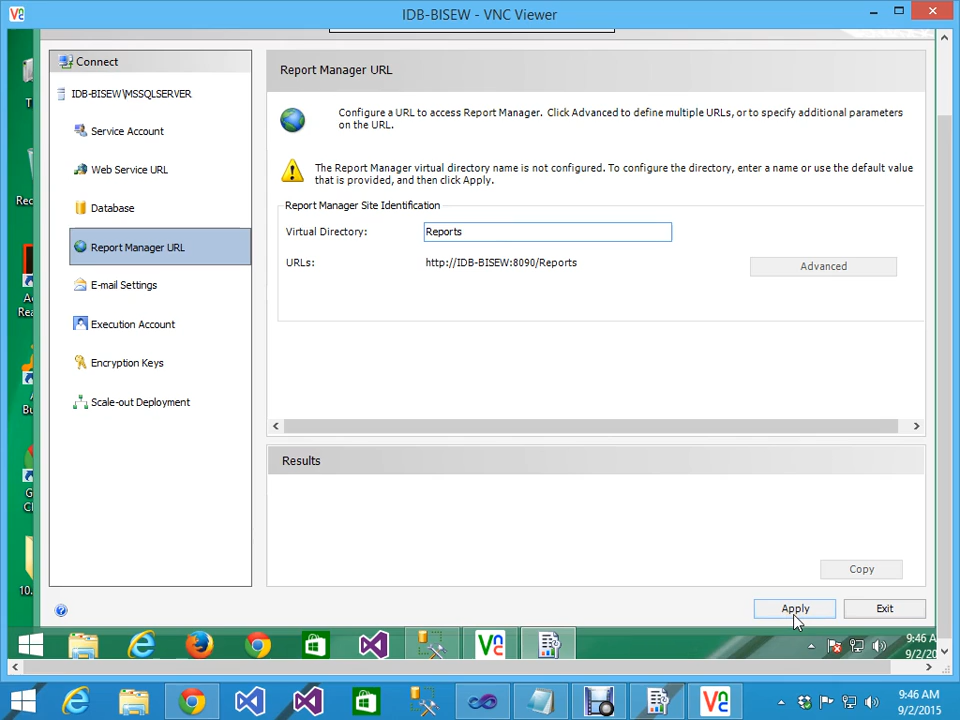 IDB-BISEW - VNC Viewer
Connect
IDB-BISEW\MSSQLSERVER
Service Account
Web Service URL
Database
Report Manager URL
E-mail Settings
Execution Account
Encryption Keys
Scale-out Deployment
Report Manager URL
Configure a URL to access Report Manager. Click Advanced to define multiple URLs, or to specify additional parameters
on the URL.
The Report Manager virtual directory name is not configured. To configure the directory, enter a name or use the default value
that is provided, and then click Apply.
Report Manager Site Identification
Virtual Directory:
Reports
URLs:
http://IDB-BISEW:8090/Reports
Advanced
Results
Copy
Apply
Exit
9:46 A
9/2/20
9:46 AM
9/2/2015